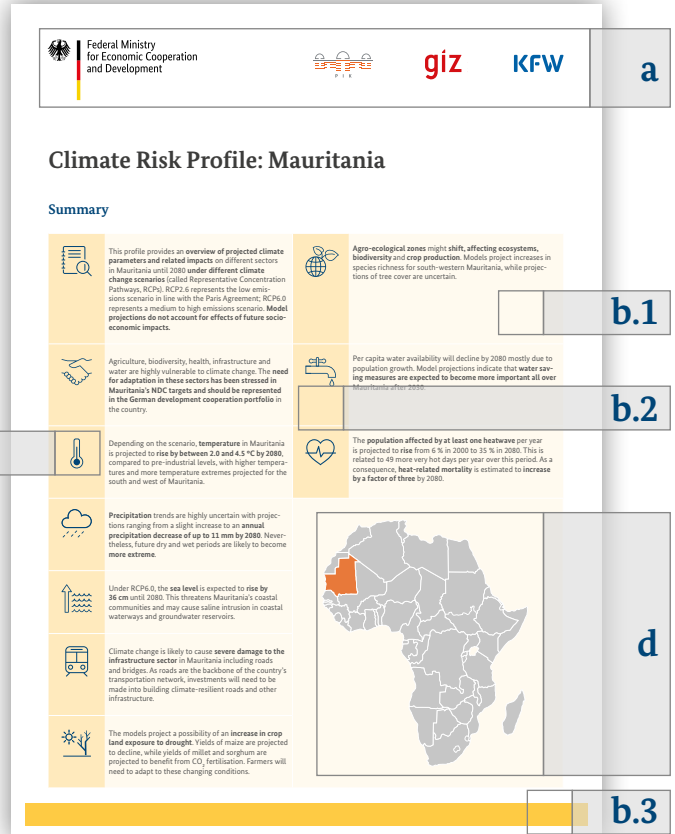 Federal Ministry
for Economic Cooperation
and Development
PIK
giz
KFW
a
Climate Risk Profile: Mauritania
Summary
This profile provides an overview of projected climate
parameters and related impacts on different sectors
in Mauritania until 2080 under different climate
change scenarios (called Representative Concentration
Pathways, RCPs). RCP2.6 represents the low emis-
sions scenario in line with the Paris Agreement; RCP6.0
represents a medium to high emissions scenario. Model
projections do not account for effects of future socio-
economic impacts.
Agriculture, biodiversity, health, infrastructure and
water are highly vulnerable to climate change. The need
for adaptation in these sectors has been stressed in
Mauritania's NDC targets and should be represented
in the German development cooperation portfolio in
the country.
Depending on the scenario, temperature in Mauritania
is projected to rise by between 2.0 and 4.5 °C by 2080,
compared to pre-industrial levels, with higher tempera-
tures and more temperature extremes projected for the
south and west of Mauritania.
Precipitation trends are highly uncertain with projec-
tions ranging from a slight increase to an annual
precipitation decrease of up to 11 mm by 2080. Never-
theless, future dry and wet periods are likely to become
more extreme.
Under RCP6.0, the sea level is expected to rise by
36 cm until 2080. This threatens Mauritania's coastal
communities and may cause saline intrusion in coastal
waterways and groundwater reservoirs.
Climate change is likely to cause severe damage to the
infrastructure sector in Mauritania including roads
and bridges. As roads are the backbone of the country's
transportation network, investments will need to be
made into building climate-resilient roads and other
infrastructure.
The models project a possibility of an increase in crop
land exposure to drought. Yields of maize are projected
to decline, while yields of millet and sorghum are
projected to benefit from CO₂ fertilisation. Farmers will
need to adapt to these changing conditions.
Agro-ecological zones might shift, affecting ecosystems,
biodiversity and crop production. Models project increases in
species richness for south-western Mauritania, while projec-
tions of tree cover are uncertain.
b.1
Per capita water availability will decline by 2080 mostly due to
population growth. Model projections indicate that water sav-
ing measures are expected to become more important all over
Mauritania after 2030.
b.2
The population affected by at least one heatwave per year
is projected to rise from 6 % in 2000 to 35 % in 2080. This is
related to 49 more very hot days per year over this period. As a
consequence, heat-related mortality is estimated to increase
by a factor of three by 2080.
d
b.3